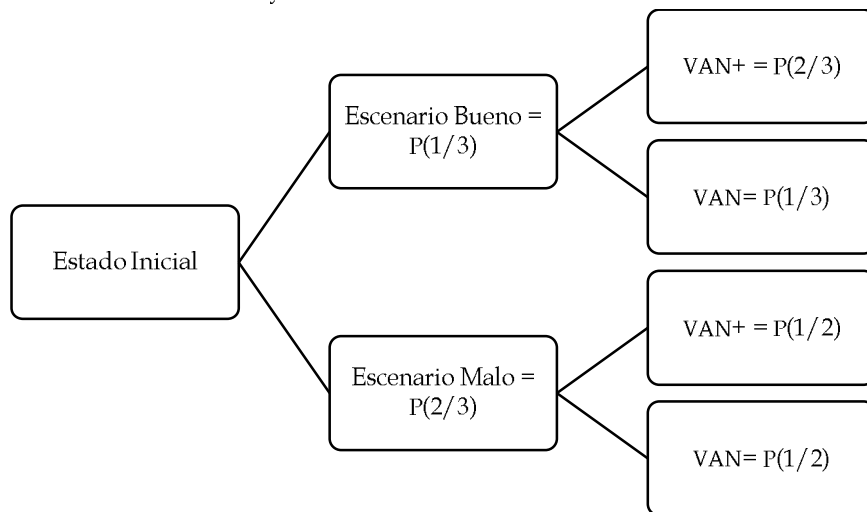 VAN+ = P(2/3)
Escenario Bueno =
P(1/3)
VAN= P(1/3)
Estado Inicial
VAN+ = P(1/2)
Escenario Malo =
P(2/3)
VAN= P(1/2)